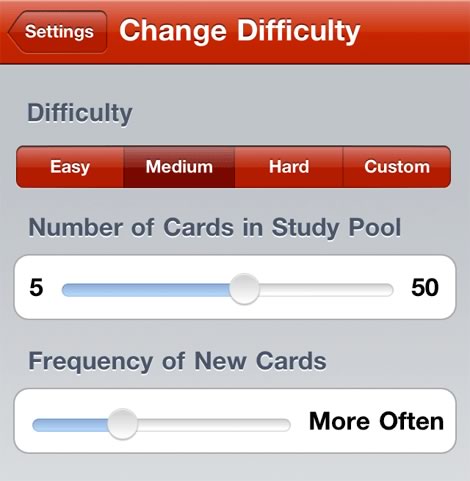 Settings
Change Difficulty
Difficulty
Easy Medium Hard Custom
Number of Cards in Study Pool
5 50
Frequency of New Cards
More Often